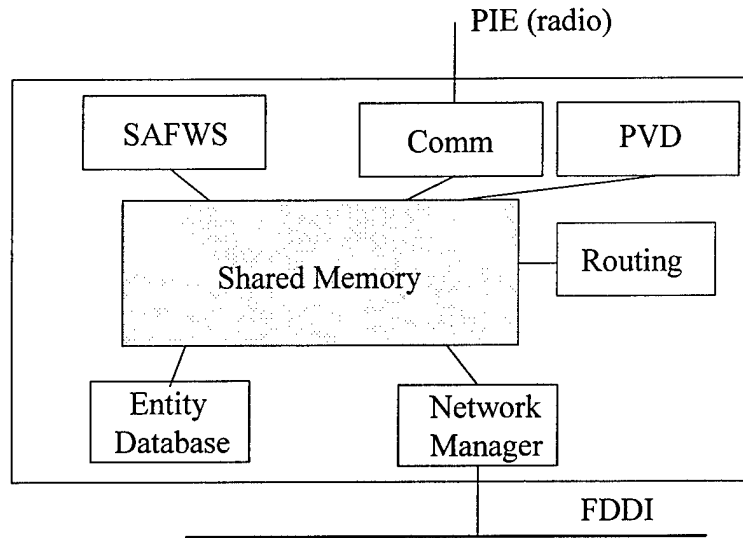 PIE (radio)
SAFWS
Comm
PVD
Shared Memory
Routing
Entity
Database
Network
Manager
FDDI